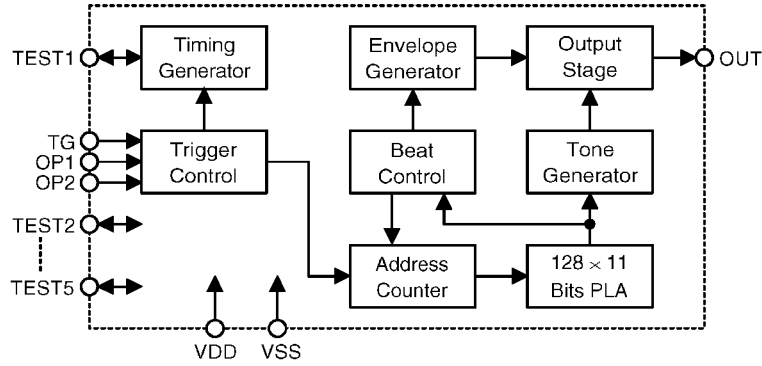 TEST1
Timing
Generator
Envelope
Generator
Output
Stage
OUT
TG
OP1
OP2
Trigger
Control
Beat
Control
Tone
Generator
TEST2
TEST5
Address
Counter
128 × 11
Bits PLA
VDD
VSS